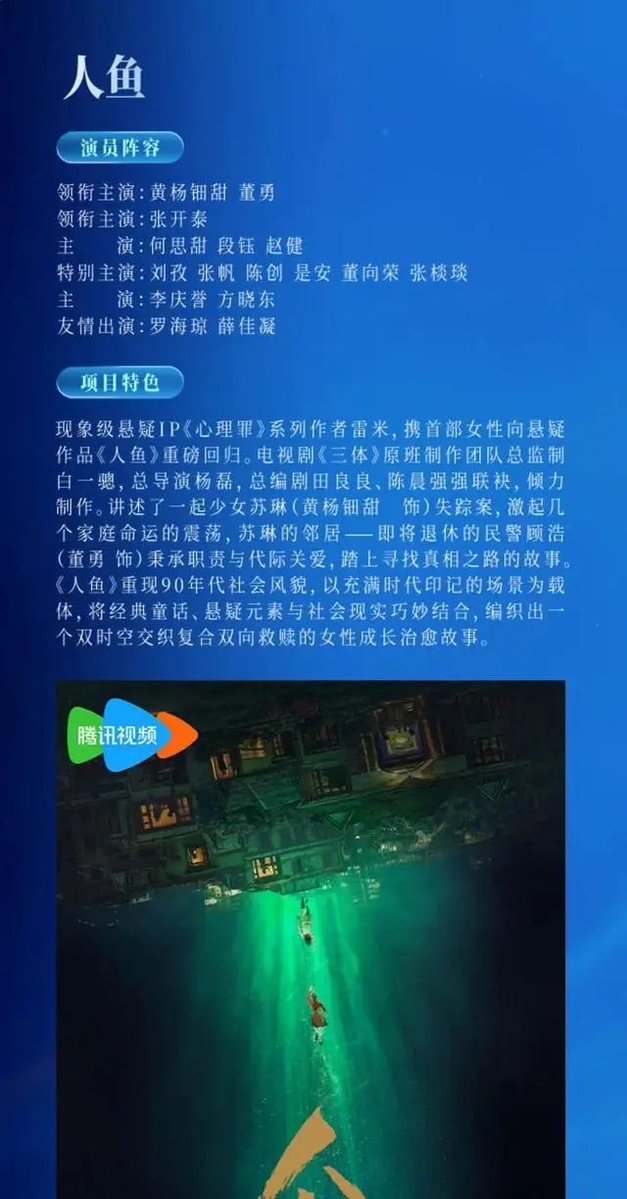 人鱼
演员阵容
领衔主演:黄杨钿甜 董勇
领衔主演:张开泰
主　　演:何思甜 段钰 赵健
特别主演:刘孜 张帆 陈创 是安 董向荣 张棪琰
主　　演:李庆誉 方晓东
友情出演:罗海琼 薛佳凝
项目特色
现象级悬疑IP《心理罪》系列作者雷米,携首部女性向悬疑
作品《人鱼》重磅回归。电视剧《三体》原班制作团队总监制
白一骢,总导演杨磊,总编剧田良良、陈晨强强联袂,倾力
制作。讲述了一起少女苏琳(黄杨钿甜　饰)失踪案,激起几
个家庭命运的震荡,苏琳的邻居——即将退休的民警顾浩
(董勇 饰)秉承职责与代际关爱,踏上寻找真相之路的故事。
《人鱼》重现90年代社会风貌,以充满时代印记的场景为载
体,将经典童话、悬疑元素与社会现实巧妙结合,编织出一
个双时空交织复合双向救赎的女性成长治愈故事。
腾讯视频